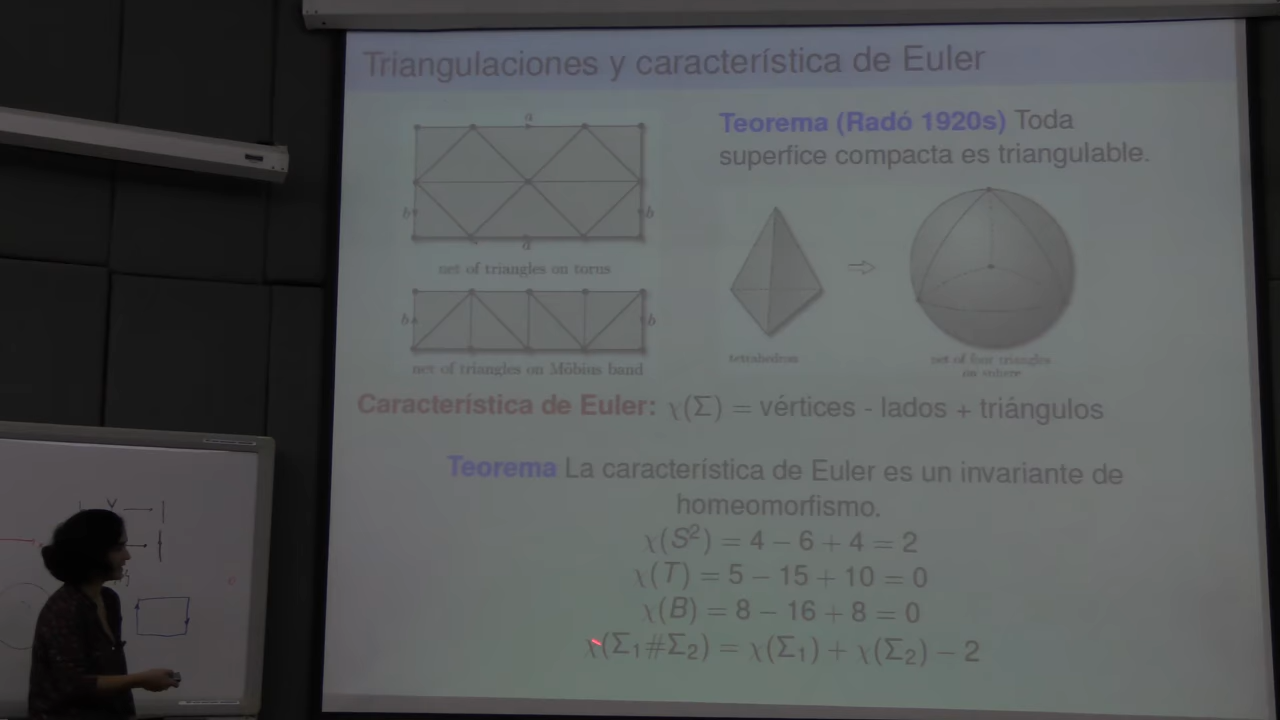 Triangulaciones y característica de Euler
a
b
b
a
net of triangles on torus
b
b
net of triangles on Möbius band
Teorema (Radó 1920s) Toda
superfice compacta es triangulable.
⇒
tetrahedron
net of four triangles
on sphere
Característica de Euler: χ(Σ) = vértices - lados + triángulos
Teorema La característica de Euler es un invariante de
homeomorfismo.
χ(S²) = 4 − 6 + 4 = 2
χ(T) = 5 − 15 + 10 = 0
χ(B) = 8 − 16 + 8 = 0
χ(Σ₁#Σ₂) = χ(Σ₁) + χ(Σ₂) − 2